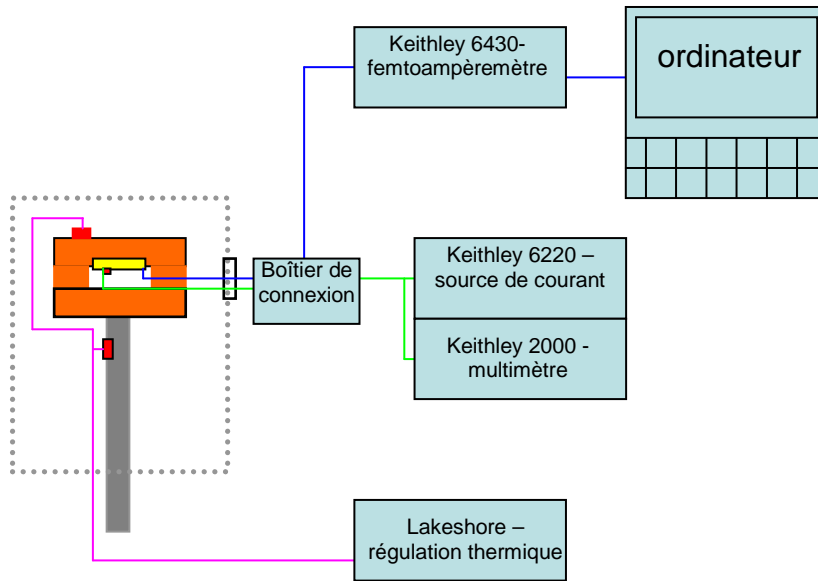 Keithley 6430-
femtoampèremètre
ordinateur
Boîtier de
connexion
Keithley 6220 –
source de courant
Keithley 2000 -
multimètre
Lakeshore –
régulation thermique